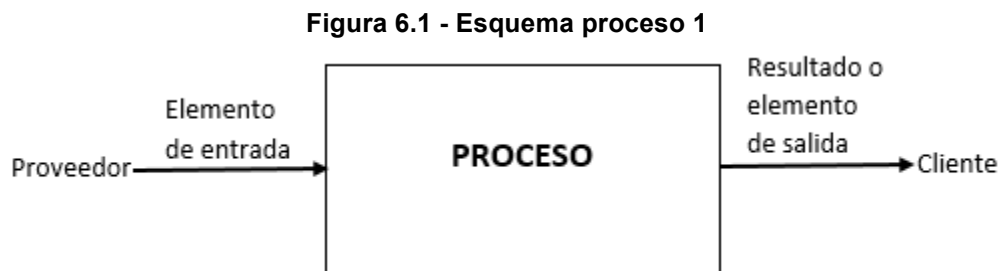 Figura 6.1 - Esquema proceso 1
Proveedor
Elemento
de entrada
PROCESO
Resultado o
elemento
de salida
Cliente